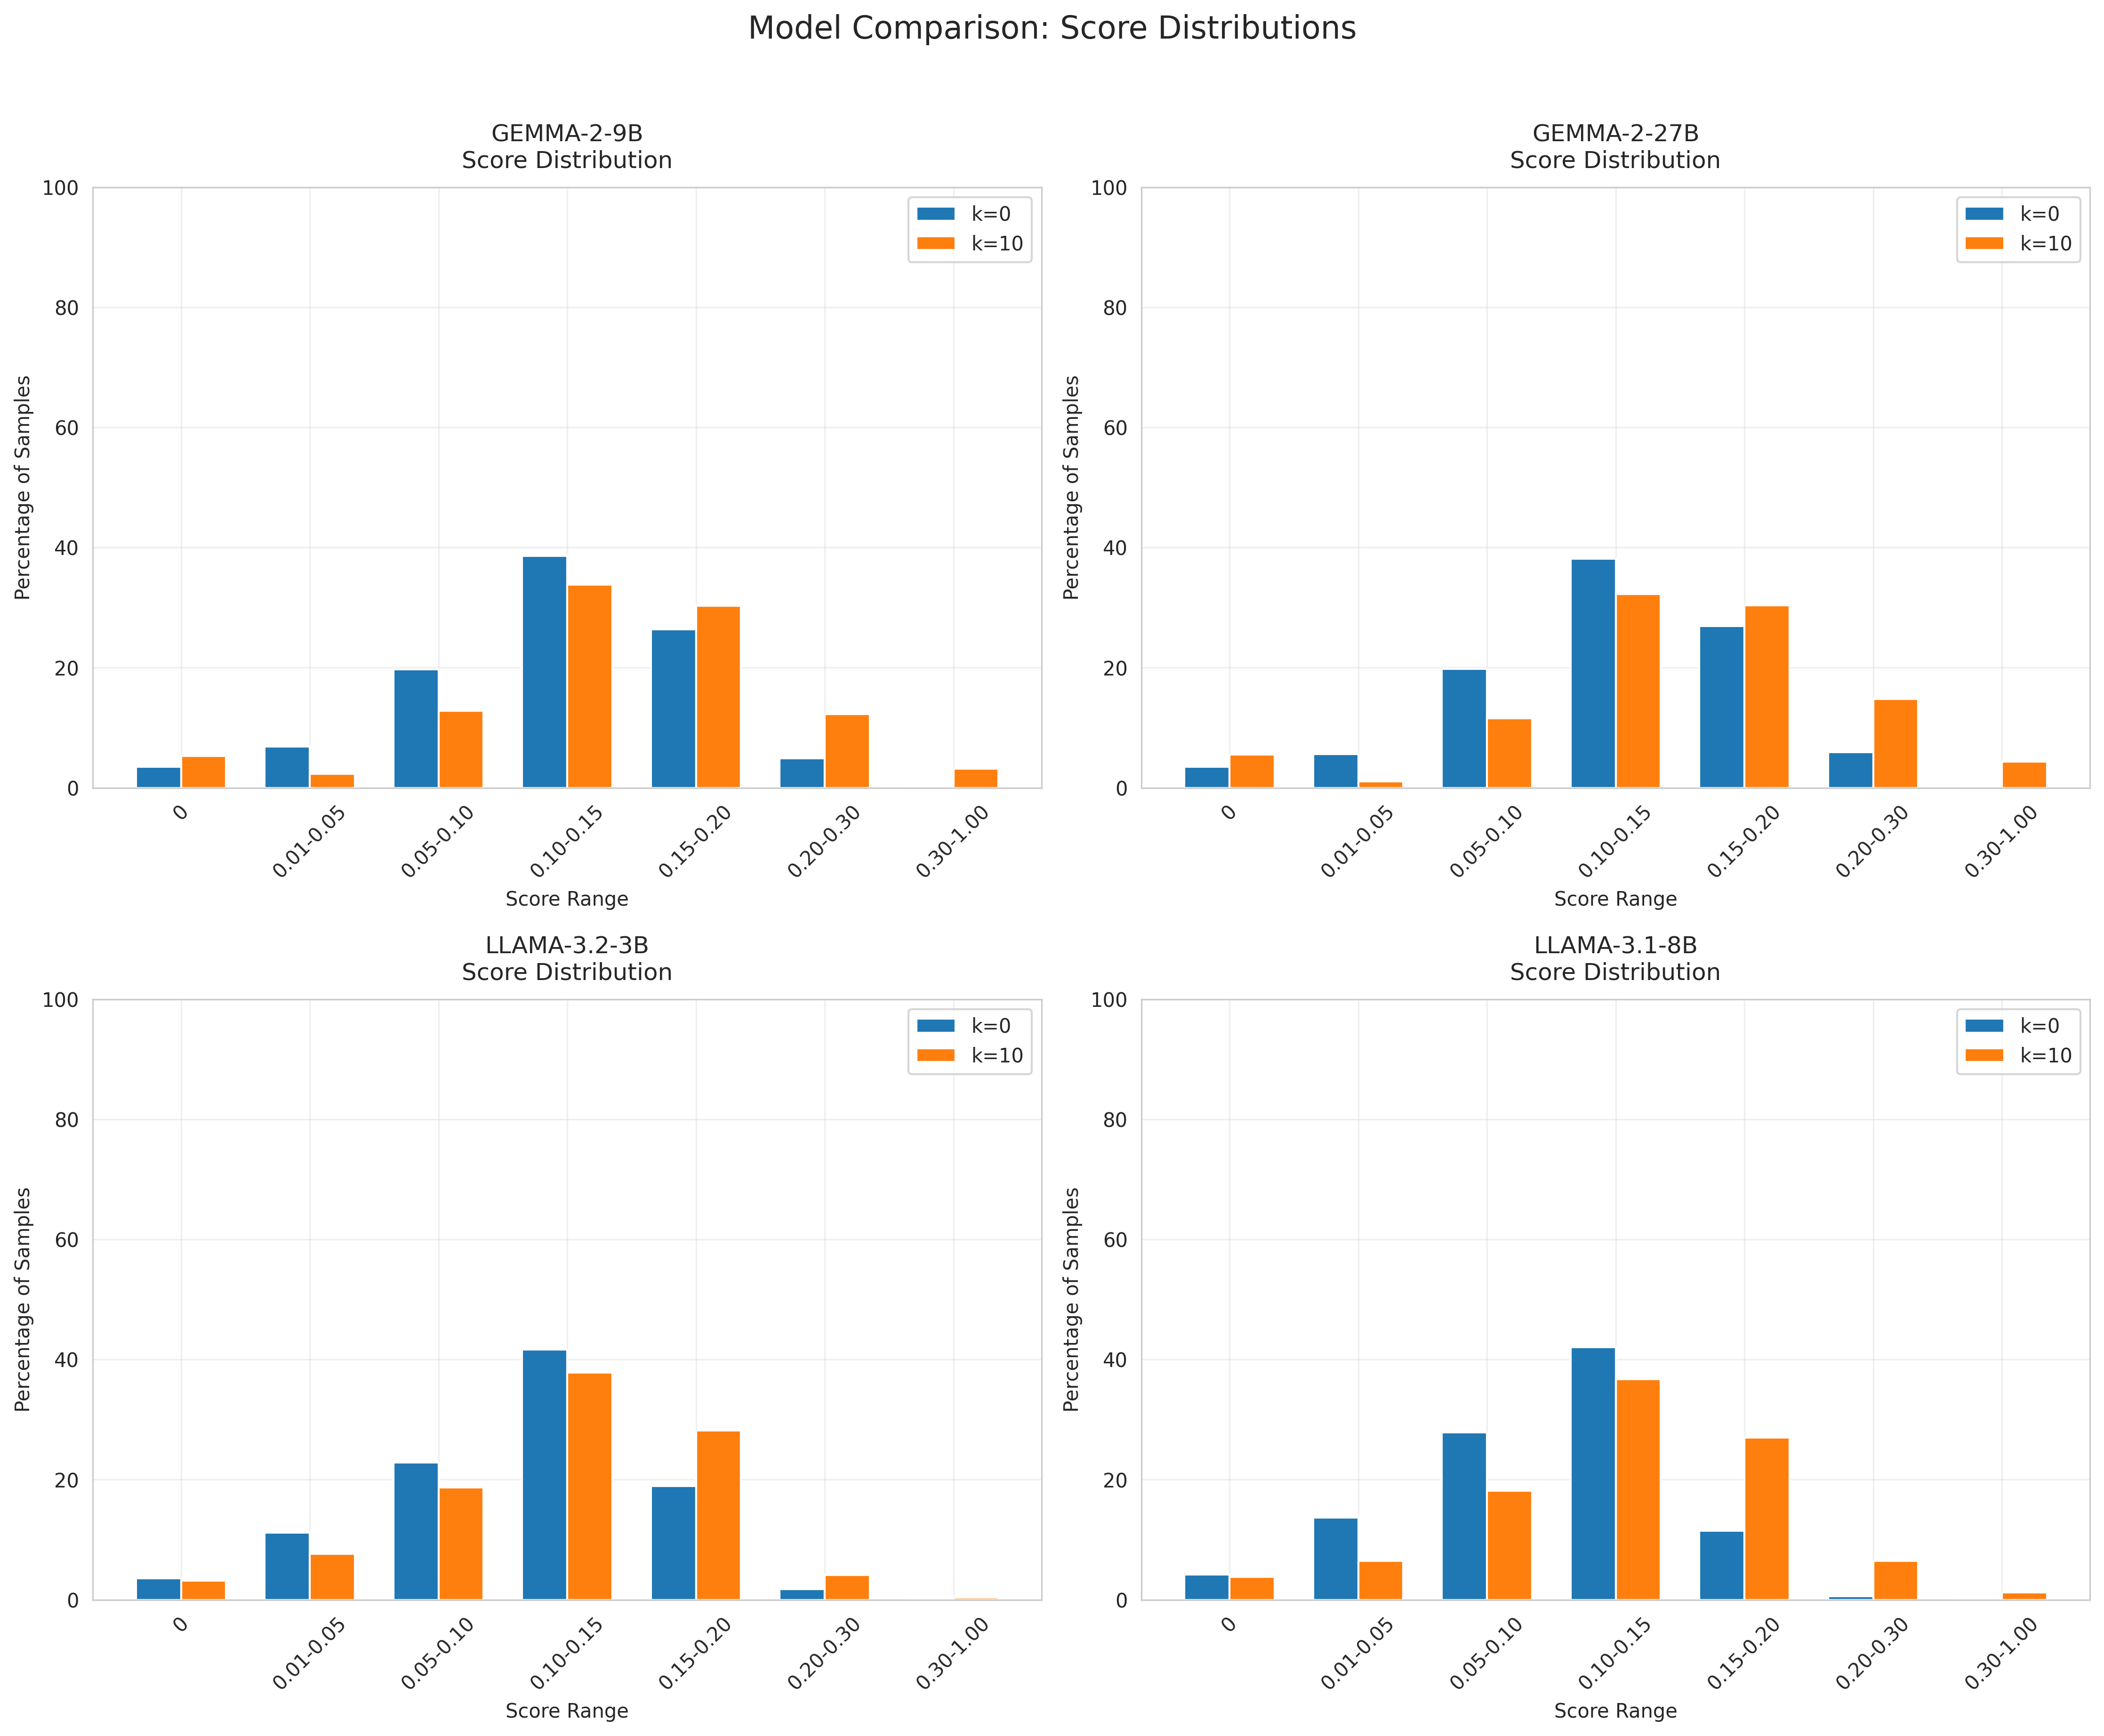 Model Comparison: Score Distributions
GEMMA-2-9B
Score Distribution
100
80
60
40
20
0
Percentage of Samples
k=0
k=10
0
0.01-0.05
0.05-0.10
0.10-0.15
0.15-0.20
0.20-0.30
0.30-1.00
Score Range
GEMMA-2-27B
Score Distribution
100
80
60
40
20
0
Percentage of Samples
k=0
k=10
0
0.01-0.05
0.05-0.10
0.10-0.15
0.15-0.20
0.20-0.30
0.30-1.00
Score Range
LLAMA-3.2-3B
Score Distribution
100
80
60
40
20
0
Percentage of Samples
k=0
k=10
0
0.01-0.05
0.05-0.10
0.10-0.15
0.15-0.20
0.20-0.30
0.30-1.00
Score Range
LLAMA-3.1-8B
Score Distribution
100
80
60
40
20
0
Percentage of Samples
k=0
k=10
0
0.01-0.05
0.05-0.10
0.10-0.15
0.15-0.20
0.20-0.30
0.30-1.00
Score Range